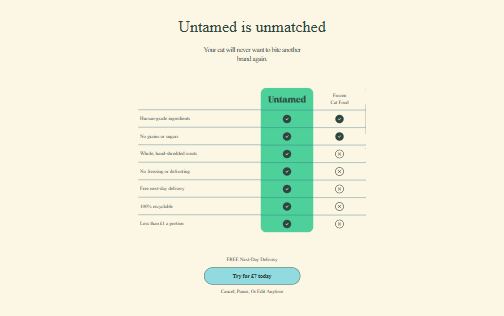 Untamed is unmatched
Your cat will never want to bite another
brand again.
Untamed
Frozen
Cat Food
Human-grade ingredients
No grains or sugars
Whole, hand-shredded meats
No freezing or defrosting
Free next-day delivery
100% recyclable
Less than £1 a portion
FREE Next-Day Delivery
Try for £7 today
Cancel, Pause, Or Edit Anytime